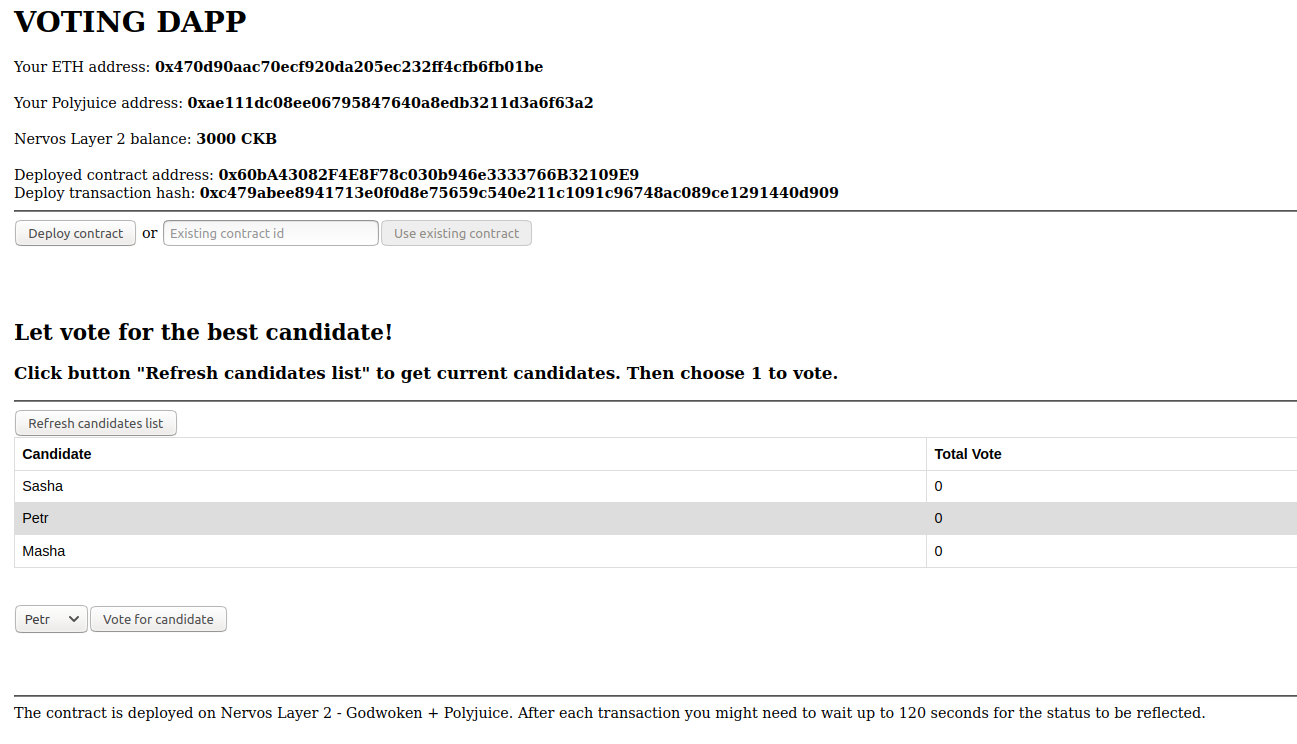 VOTING DAPP
Your ETH address: 0x470d90aac70ecf920da205ec232ff4cfb6fb01be
Your Polyjuice address: 0xae111dc08ee06795847640a8edb3211d3a6f63a2
Nervos Layer 2 balance: 3000 CKB
Deployed contract address: 0x60bA43082F4E8F78c030b946e3333766B32109E9
Deploy transaction hash: 0xc479abee8941713e0f0d8e75659c540e211c1091c96748ac089ce1291440d909
Deploy contract or Existing contract id Use existing contract
Let vote for the best candidate!
Click button "Refresh candidates list" to get current candidates. Then choose 1 to vote.
Refresh candidates list
Candidate Total Vote
Sasha 0
Petr 0
Masha 0
Petr Vote for candidate
The contract is deployed on Nervos Layer 2 - Godwoken + Polyjuice. After each transaction you might need to wait up to 120 seconds for the status to be reflected.